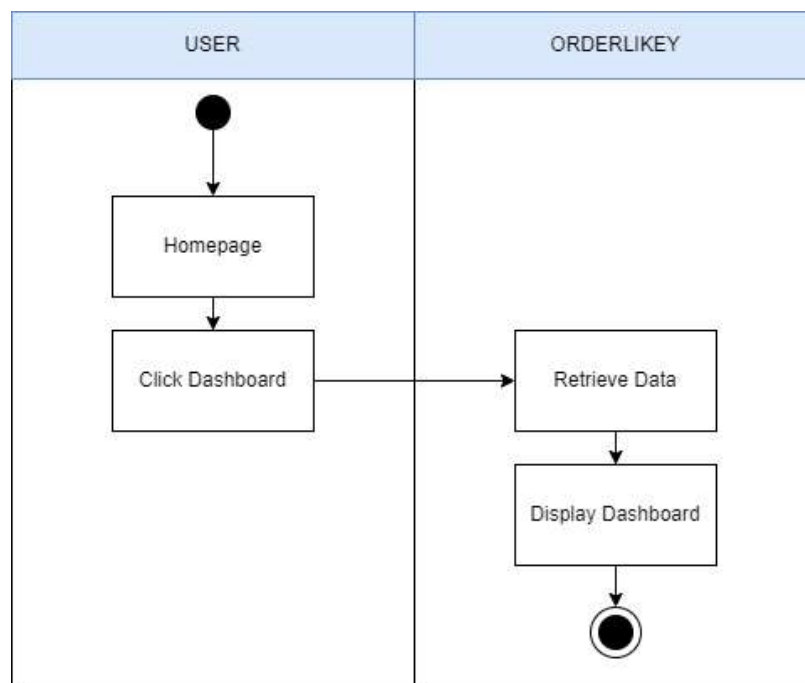 USER
ORDERLIKEY
Homepage
Click Dashboard
Retrieve Data
Display Dashboard